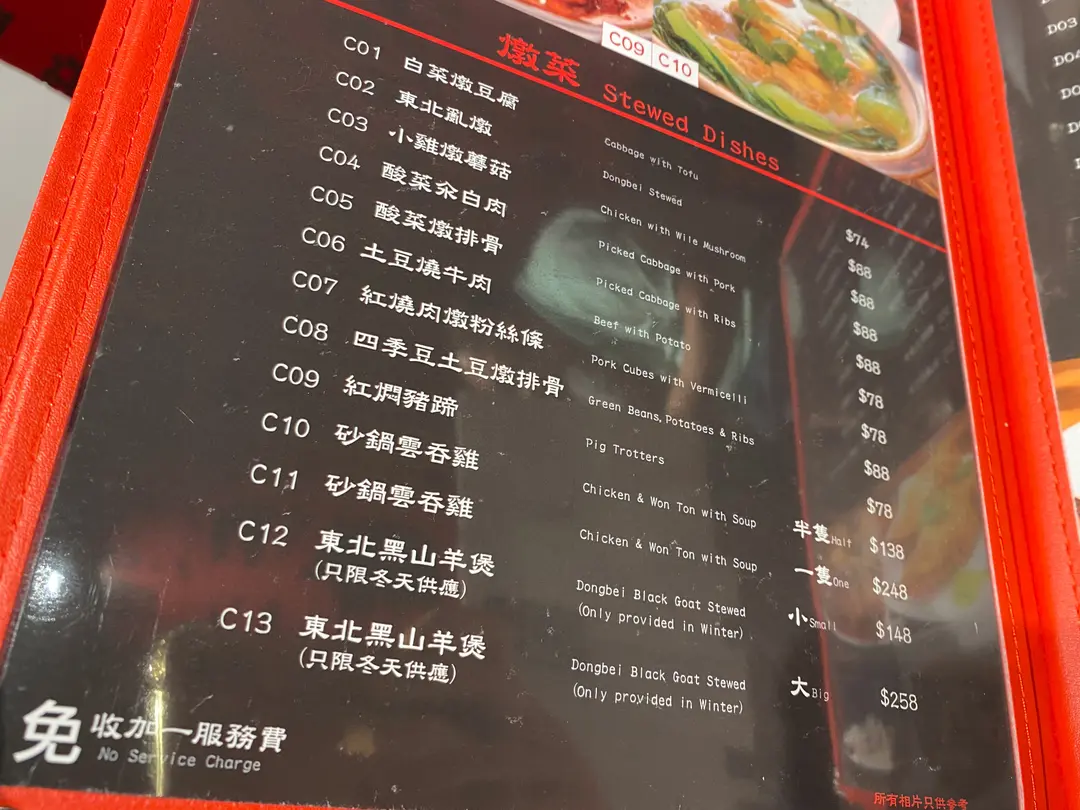 C09 C10
燉菜 Stewed Dishes
C01 白菜燉豆腐 Cabbage with Tofu $74
C02 東北亂燉 Dongbei Stewed $88
C03 小雞燉蘑菇 Chicken with Wile Mushroom $88
C04 酸菜汆白肉 Picked Cabbage with Pork $88
C05 酸菜燉排骨 Picked Cabbage with Ribs $88
C06 土豆燒牛肉 Beef with Potato $78
C07 紅燒肉燉粉絲條 Pork Cubes with Vermicelli $78
C08 四季豆土豆燉排骨 Green Beans, Potatoes & Ribs $88
C09 紅燜豬蹄 Pig Trotters $78
C10 砂鍋雲吞雞 Chicken & Won Ton with Soup 半隻 Half $138
C11 砂鍋雲吞雞 Chicken & Won Ton with Soup 一隻 One $248
C12 東北黑山羊煲 Dongbei Black Goat Stewed 小 Small $148
(只限冬天供應) (Only provided in Winter)
C13 東北黑山羊煲 Dongbei Black Goat Stewed 大 Big $258
(只限冬天供應) (Only provided in Winter)
免收加一服務費
No Service Charge
所有相片只供參考
D03